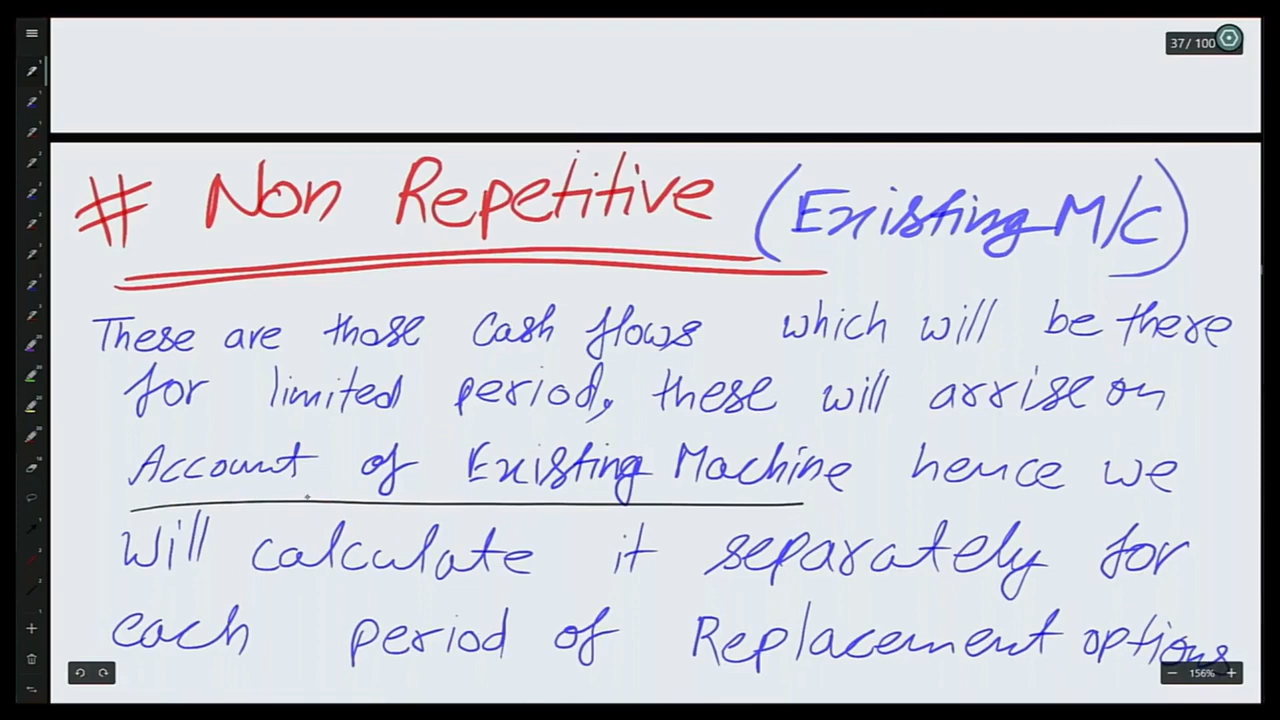 37/100
# Non Repetitive (Existing M/C)
These are those Cash flows which will be there
for limited period, these will arrise on
Account of Existing Machine hence we
will calculate it separately for
each period of Replacement options
156%